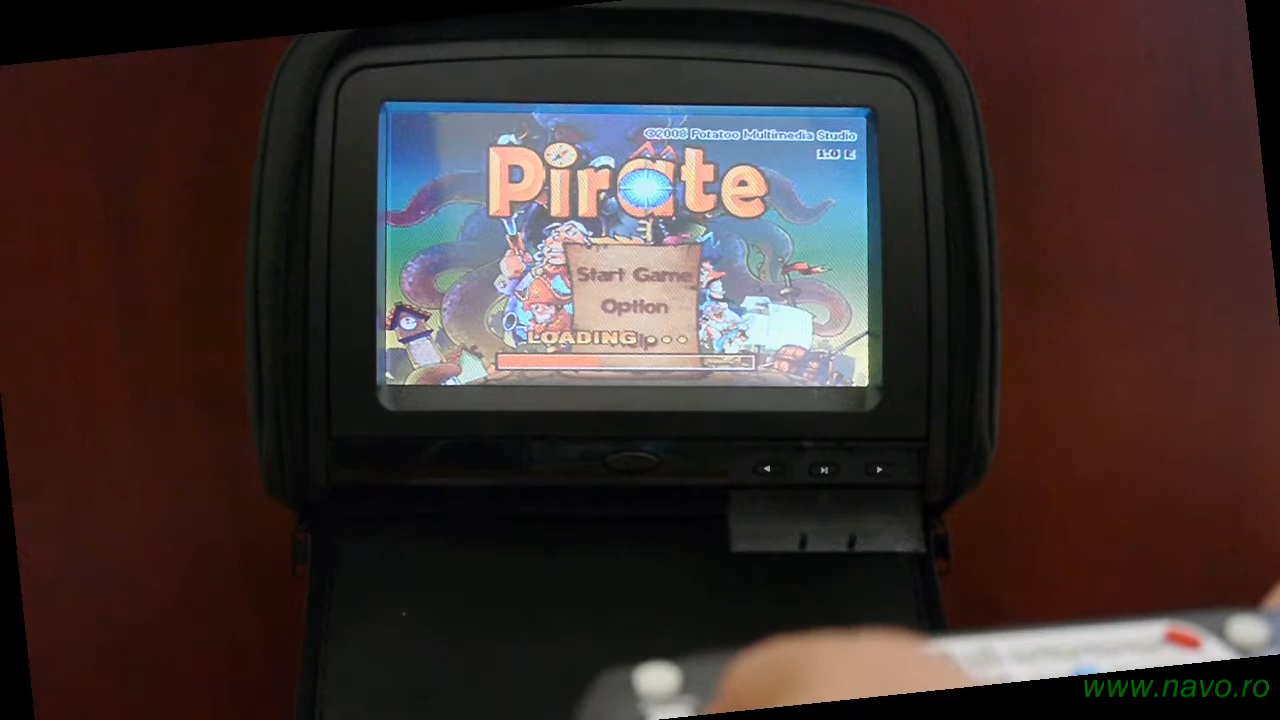 ©2008 Potatoo Multimedia Studio
1.0 E
Pirate
Start Game
Option
LOADING...
www.navo.ro